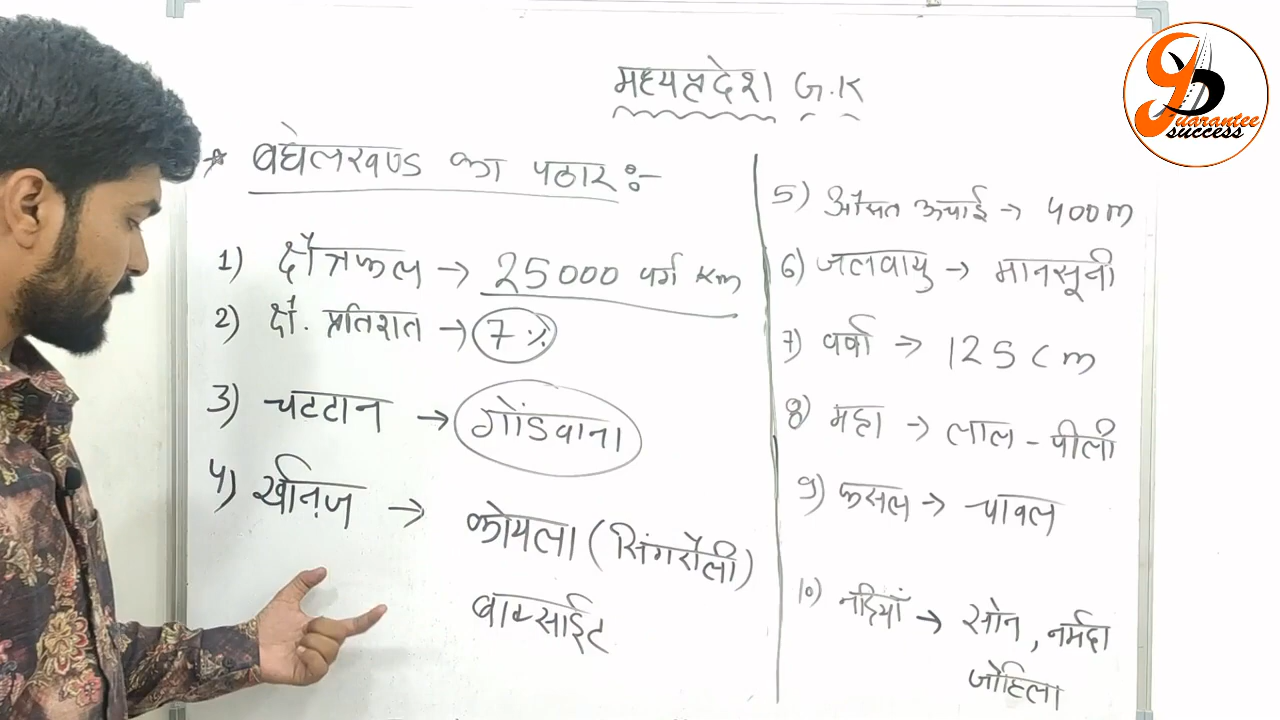 मध्यप्रदेश G.K
* बघेलखण्ड का पठार :-
1) क्षैत्रफल → 25000 वर्ग km
2) क्षै. प्रतिशत → 7%
3) चटटान → गोंडवाना
4) खनिज → कोयला (सिंगरौली)
बाक्साईट
5) औसत ऊचाई → 400m
6) जलवायु → मानसूनी
7) वर्षा → 125 cm
8) मृदा → लाल - पीली
9) फसल → चावल
10) नदियाँ → सोन, नर्मदा
जोहिला
Guarantee
success